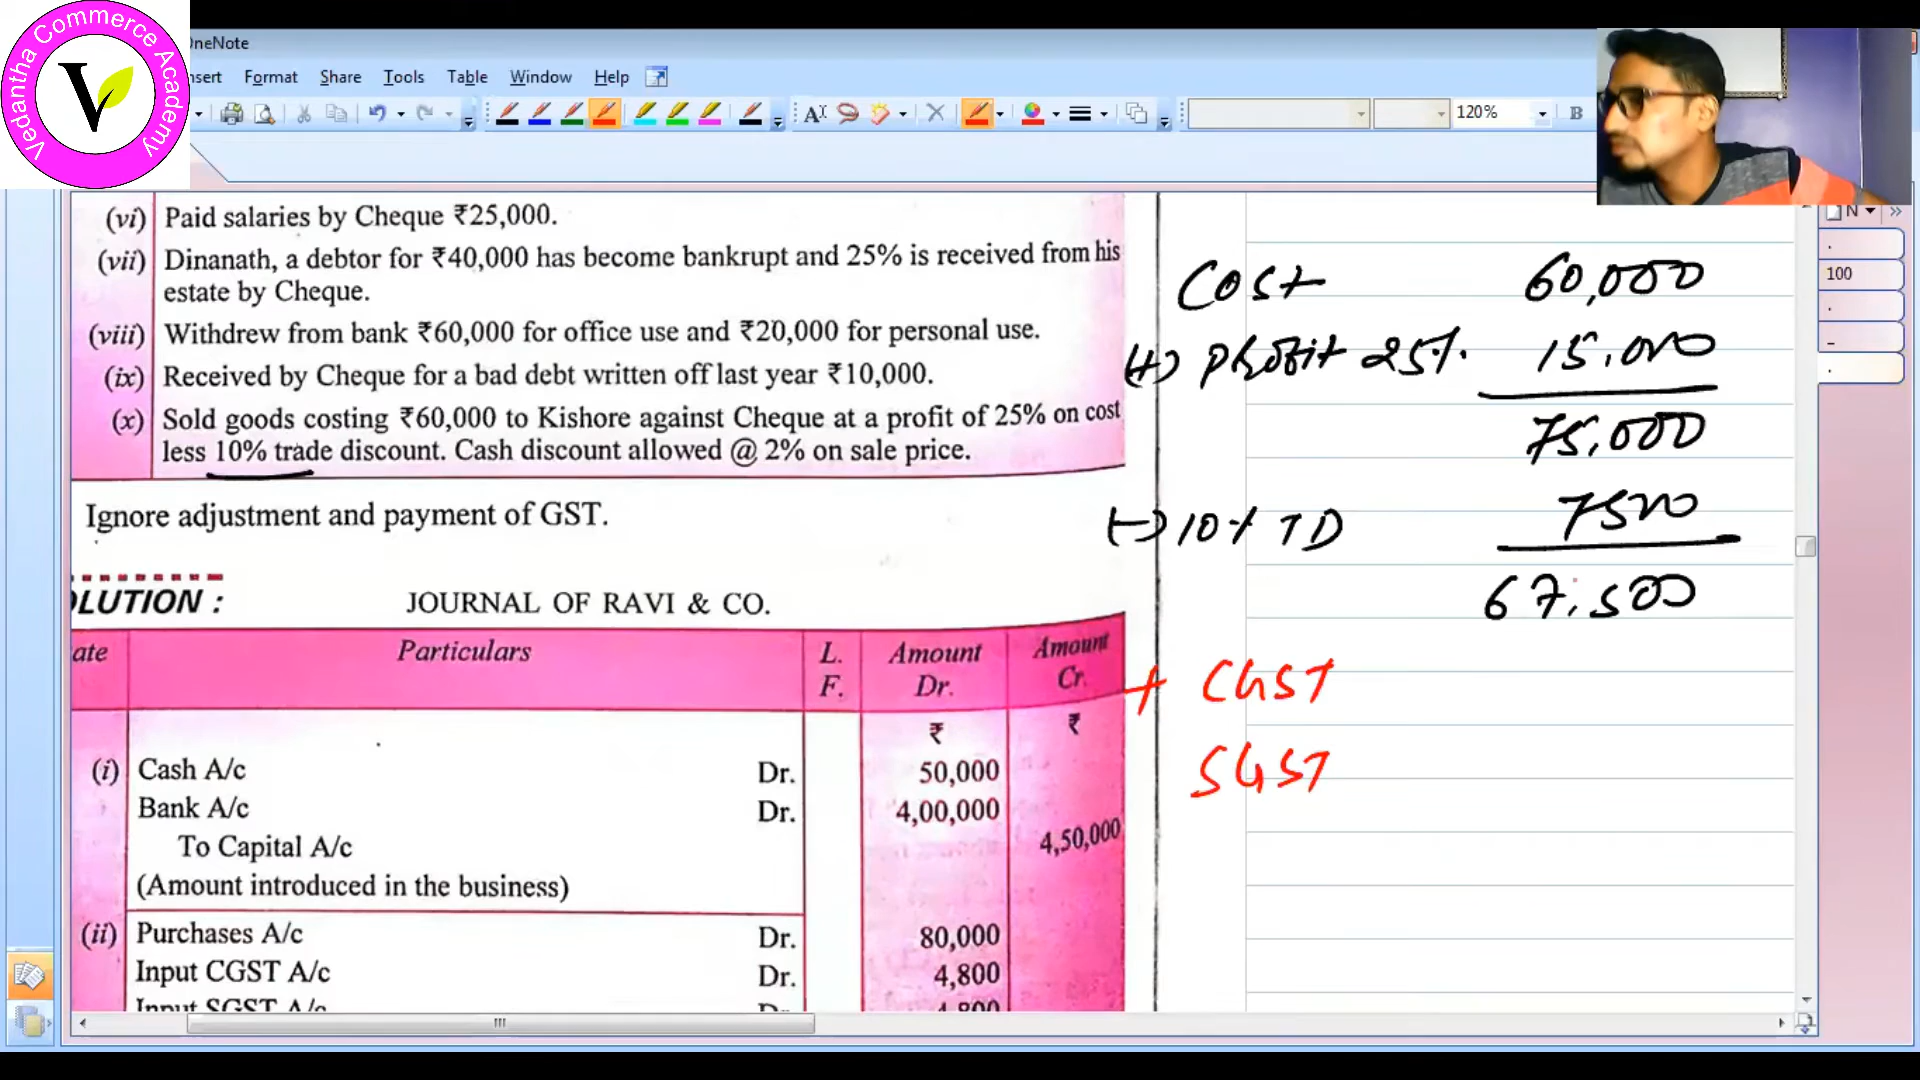 Vedantha Commerce Academy
V
OneNote
nsert Format Share Tools Table Window Help
120% B
N »
100
(vi) Paid salaries by Cheque ₹25,000.
(vii) Dinanath, a debtor for ₹40,000 has become bankrupt and 25% is received from his
estate by Cheque.
(viii) Withdrew from bank ₹60,000 for office use and ₹20,000 for personal use.
(ix) Received by Cheque for a bad debt written off last year ₹10,000.
(x) Sold goods costing ₹60,000 to Kishore against Cheque at a profit of 25% on cost
less 10% trade discount. Cash discount allowed @ 2% on sale price.
Ignore adjustment and payment of GST.
OLUTION : JOURNAL OF RAVI & CO.
ate Particulars L. F. Amount Dr. Amount Cr.
₹ ₹
(i) Cash A/c Dr. 50,000
Bank A/c Dr. 4,00,000
To Capital A/c 4,50,000
(Amount introduced in the business)
(ii) Purchases A/c Dr. 80,000
Input CGST A/c Dr. 4,800
Input SGST A/c Dr. 4,800
Cost 60,000
(+) Profit 25%. 15,000
75,000
(-) 10% TD 7500
67,500
+ CGST
SGST